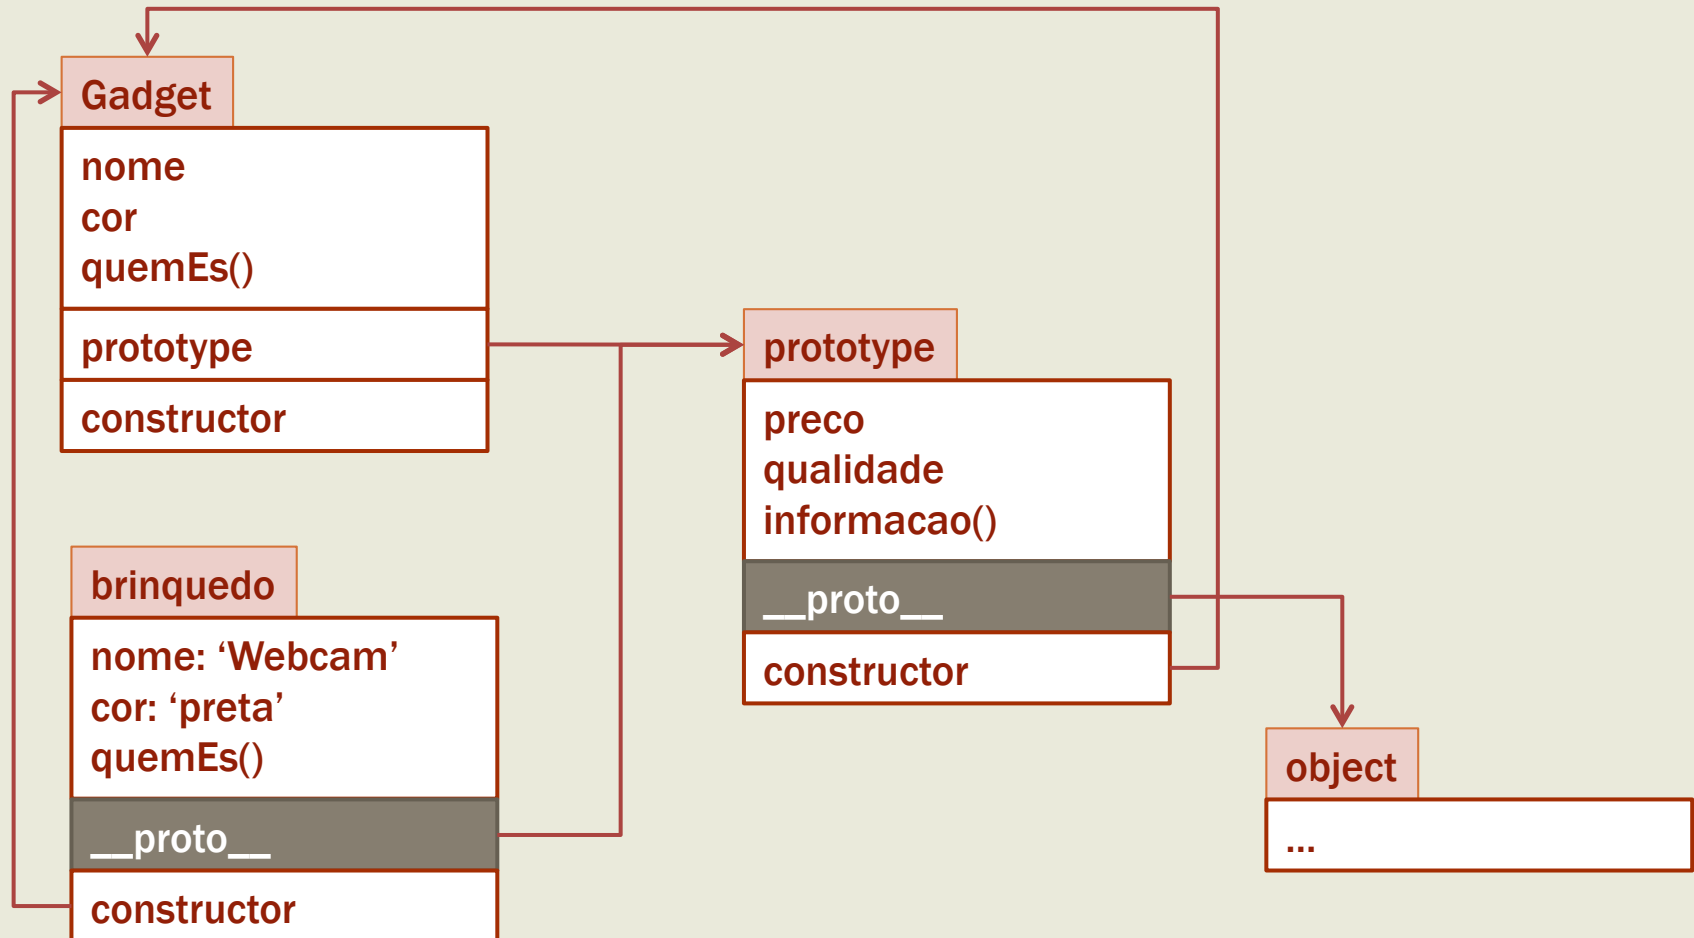 Gadget
nome
cor
quemEs()
prototype
constructor
prototype
preco
qualidade
informacao()
__proto__
constructor
brinquedo
nome: ‘Webcam’
cor: ‘preta’
quemEs()
__proto__
constructor
object
...